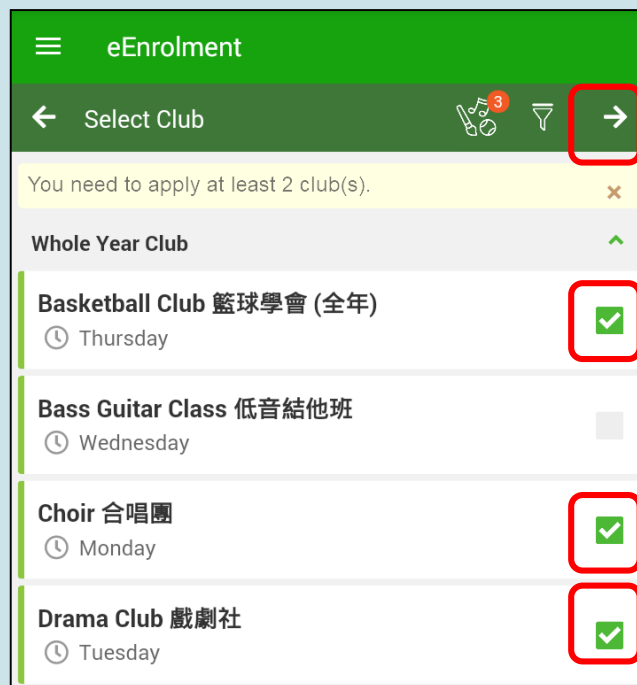 eEnrolment
Select Club
3
You need to apply at least 2 club(s).
Whole Year Club
Basketball Club 籃球學會 (全年)
Thursday
Bass Guitar Class 低音結他班
Wednesday
Choir 合唱團
Monday
Drama Club 戲劇社
Tuesday